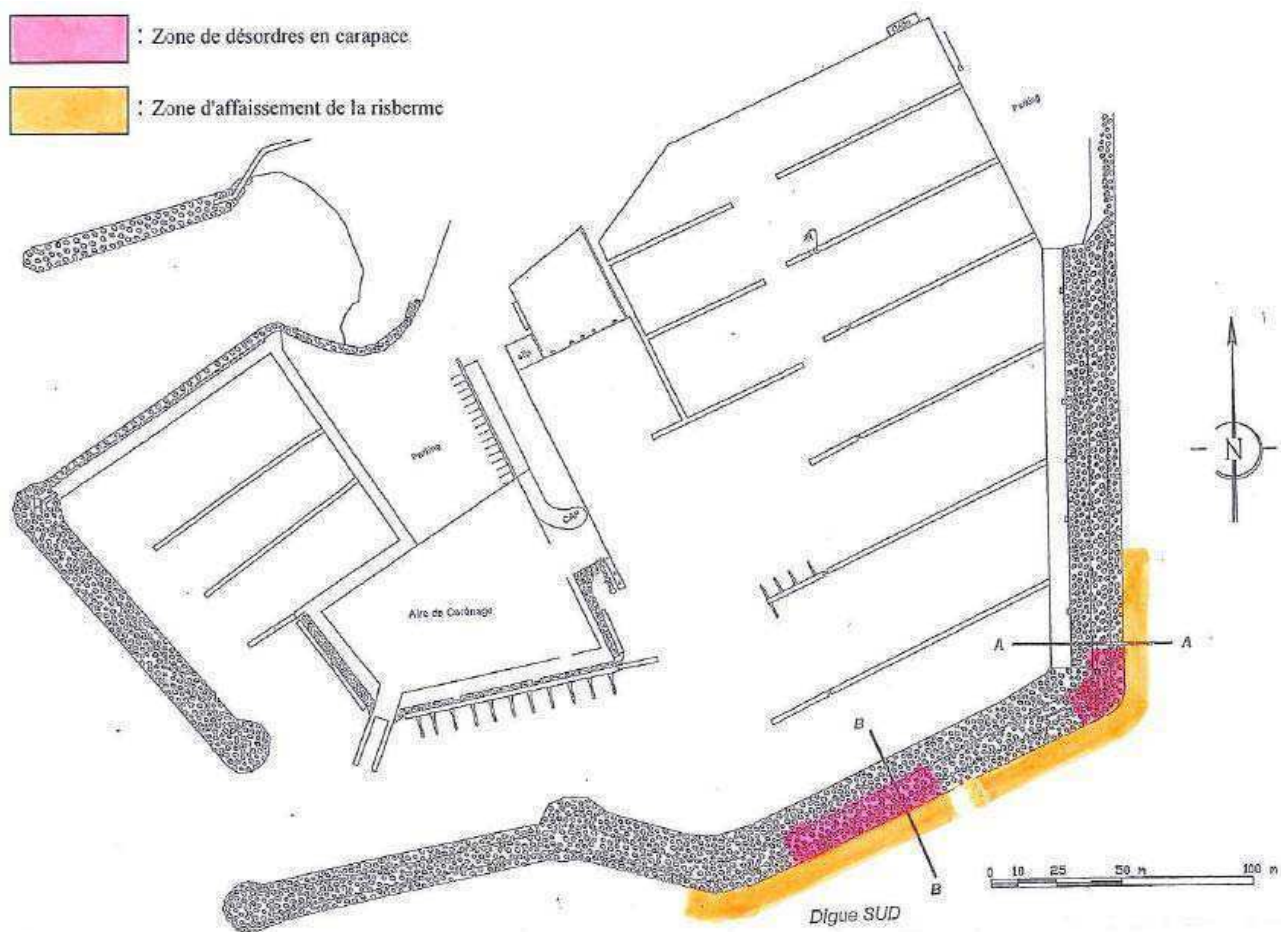 : Zone de désordres en carapace
: Zone d'affaissement de la risberme
Parking
Parking
CAP
Aire de Carénage
N
A
A
B
B
0 10 25 50 m 100 m
Digue SUD